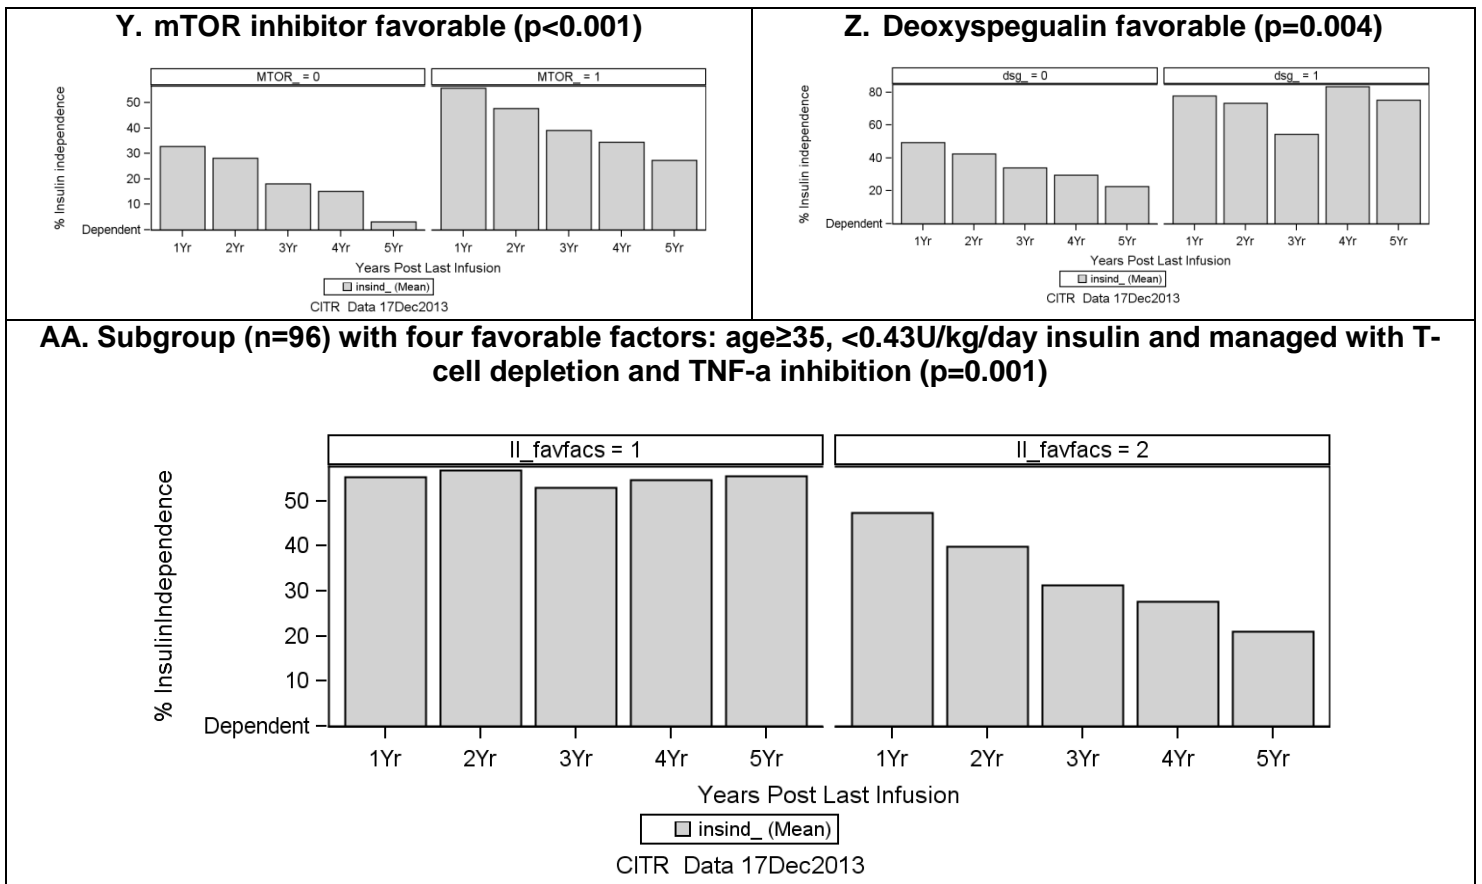 Y. mTOR inhibitor favorable (p<0.001)
MTOR_ = 0
MTOR_ = 1
% Insulin independence
50
40
30
20
10
Dependent
1Yr 2Yr 3Yr 4Yr 5Yr
1Yr 2Yr 3Yr 4Yr 5Yr
Years Post Last Infusion
insind_ (Mean)
CITR Data 17Dec2013
Z. Deoxyspegualin favorable (p=0.004)
dsg_ = 0
dsg_ = 1
% Insulin independence
80
60
40
20
Dependent
1Yr 2Yr 3Yr 4Yr 5Yr
1Yr 2Yr 3Yr 4Yr 5Yr
Years Post Last Infusion
insind_ (Mean)
CITR Data 17Dec2013
AA. Subgroup (n=96) with four favorable factors: age≥35, <0.43U/kg/day insulin and managed with T-
cell depletion and TNF-a inhibition (p=0.001)
II_favfacs = 1
II_favfacs = 2
% InsulinIndependence
50
40
30
20
10
Dependent
1Yr 2Yr 3Yr 4Yr 5Yr
1Yr 2Yr 3Yr 4Yr 5Yr
Years Post Last Infusion
insind_ (Mean)
CITR Data 17Dec2013